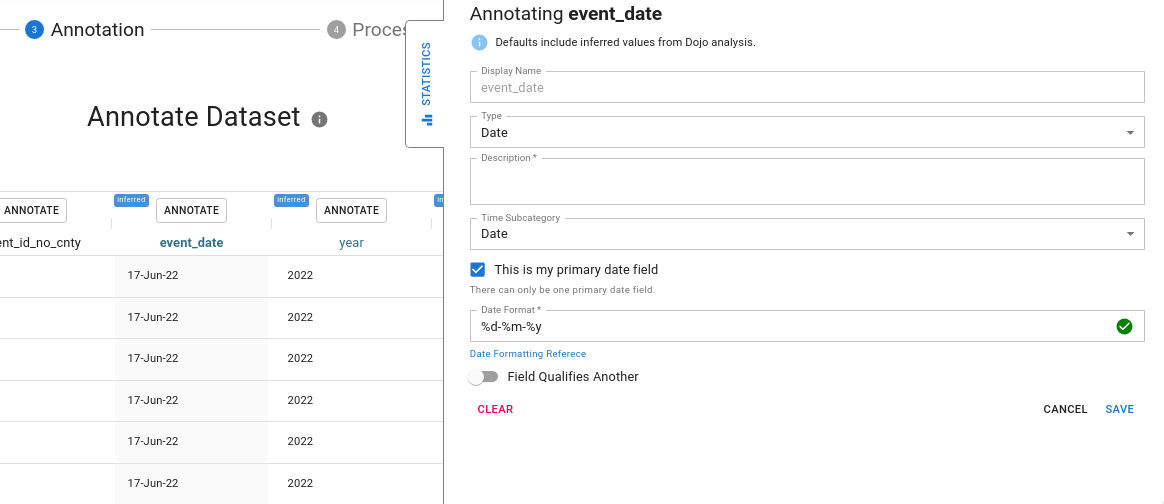 3 Annotation
4 Proces
Annotate Dataset
STATISTICS
inferred
inferred
in
ANNOTATE
ANNOTATE
ANNOTATE
ent_id_no_cnty
event_date
year
17-Jun-22
2022
17-Jun-22
2022
17-Jun-22
2022
17-Jun-22
2022
17-Jun-22
2022
17-Jun-22
2022
Annotating event_date
Defaults include inferred values from Dojo analysis.
Display Name
event_date
Type
Date
Description *
Time Subcategory
Date
This is my primary date field
There can only be one primary date field.
Date Format *
%d-%m-%y
Date Formatting Referece
Field Qualifies Another
CLEAR
CANCEL
SAVE